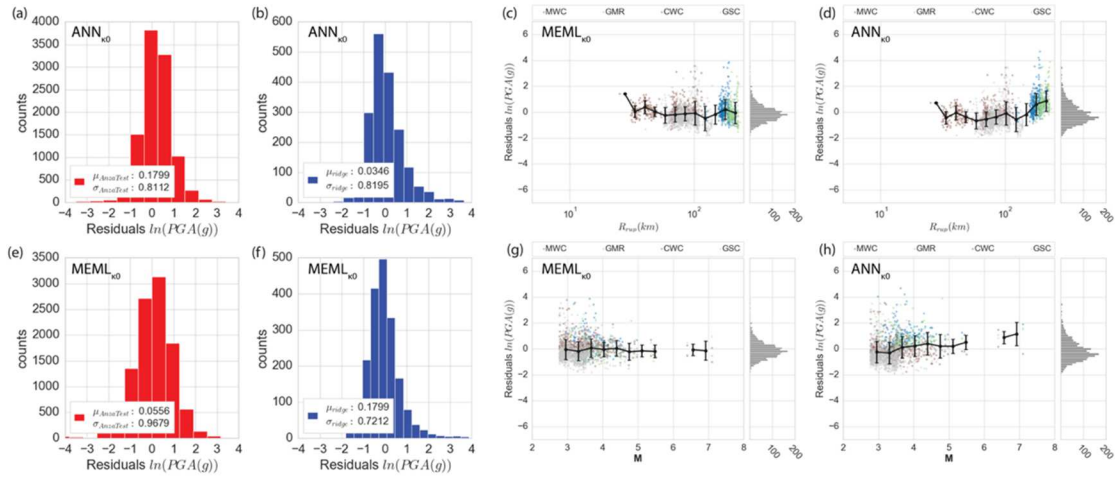 (a)
ANNκ0
counts
4000
3500
3000
2500
2000
1500
1000
500
0
μAnzaTest : 0.1799
σAnzaTest : 0.8112
−4 −3 −2 −1 0 1 2 3 4
Residuals ln(PGA(g))
(b)
ANNκ0
600
500
400
300
200
100
0
μridge : 0.0346
σridge : 0.8195
−4 −3 −2 −1 0 1 2 3 4
Residuals ln(PGA(g))
(c)
-MWC GMR -CWC GSC
MEMLκ0
Residuals ln(PGA(g))
6
4
2
0
−2
−4
−6
10¹ 10²
100 200
Rrup(km)
(d)
-MWC GMR -CWC GSC
ANNκ0
Residuals ln(PGA(g))
6
4
2
0
−2
−4
−6
10¹ 10²
100 200
Rrup(km)
(e)
MEMLκ0
counts
3500
3000
2500
2000
1500
1000
500
0
μAnzaTest : 0.0556
σAnzaTest : 0.9679
−4 −3 −2 −1 0 1 2 3 4
Residuals ln(PGA(g))
(f)
MEMLκ0
500
400
300
200
100
0
μridge : 0.1799
σridge : 0.7212
−4 −3 −2 −1 0 1 2 3 4
Residuals ln(PGA(g))
(g)
-MWC GMR -CWC GSC
MEMLκ0
Residuals ln(PGA(g))
6
4
2
0
−2
−4
−6
2 3 4 5 6 7 8
100 200
M
(h)
-MWC GMR -CWC GSC
ANNκ0
Residuals ln(PGA(g))
6
4
2
0
−2
−4
−6
2 3 4 5 6 7 8
100 200
M